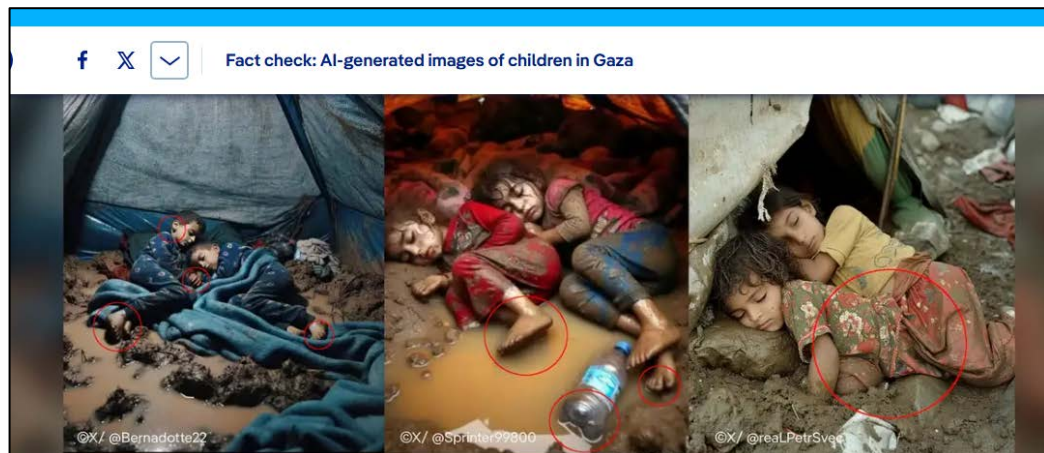 Fact check: AI-generated images of children in Gaza
©X/ @Bernadotte22
©X/ @Sprinter99800
©X/ @reaLPetrSvec